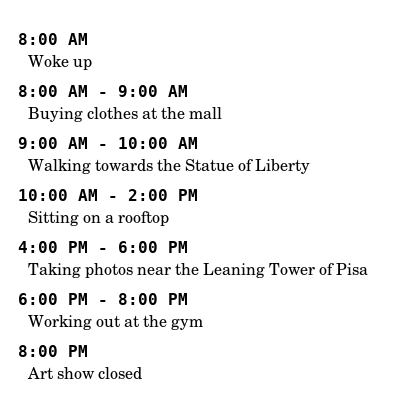 8:00 AM
Woke up
8:00 AM - 9:00 AM
Buying clothes at the mall
9:00 AM - 10:00 AM
Walking towards the Statue of Liberty
10:00 AM - 2:00 PM
Sitting on a rooftop
4:00 PM - 6:00 PM
Taking photos near the Leaning Tower of Pisa
6:00 PM - 8:00 PM
Working out at the gym
8:00 PM
Art show closed